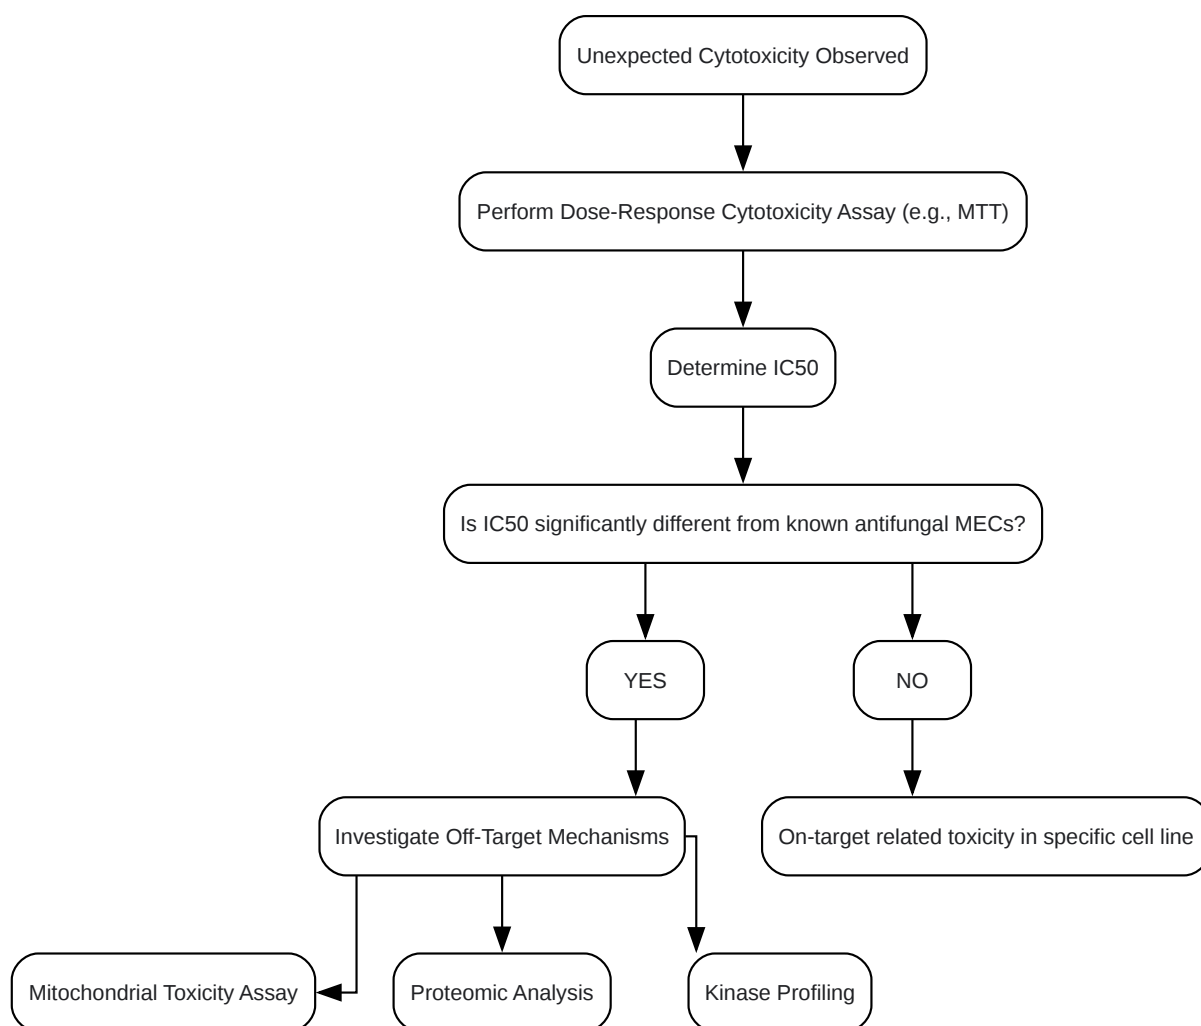 Unexpected Cytotoxicity Observed
Perform Dose-Response Cytotoxicity Assay (e.g., MTT)
Determine IC50
Is IC50 significantly different from known antifungal MECs?
YES
NO
Investigate Off-Target Mechanisms
On-target related toxicity in specific cell line
Mitochondrial Toxicity Assay
Proteomic Analysis
Kinase Profiling